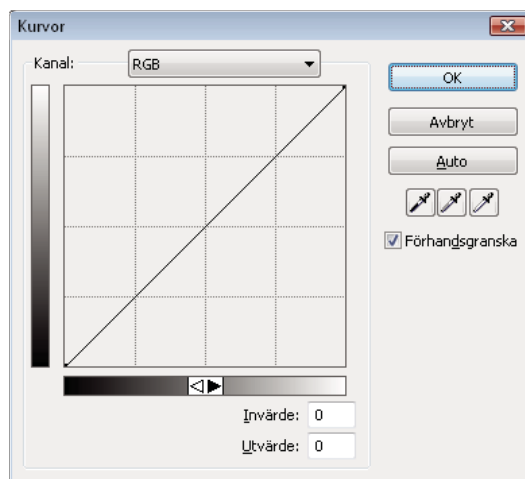 Kurvor
Kanal:
RGB
OK
Avbryt
Auto
Förhandsgranska
Invärde: 0
Utvärde: 0